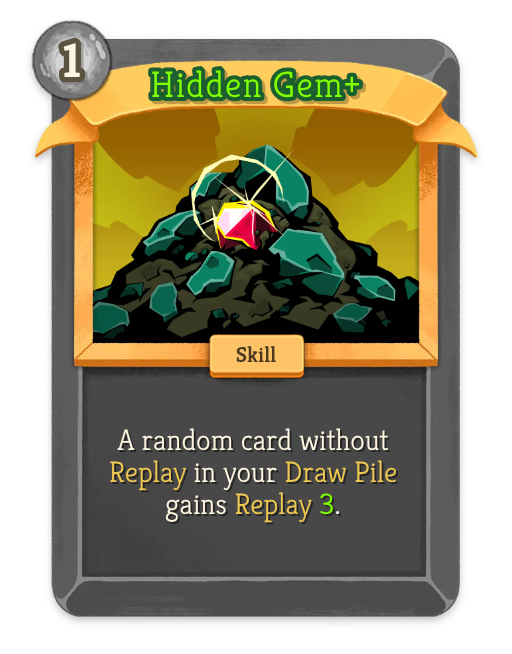 1
Hidden Gem+
Skill
A random card without
Replay in your Draw Pile
gains Replay 3.